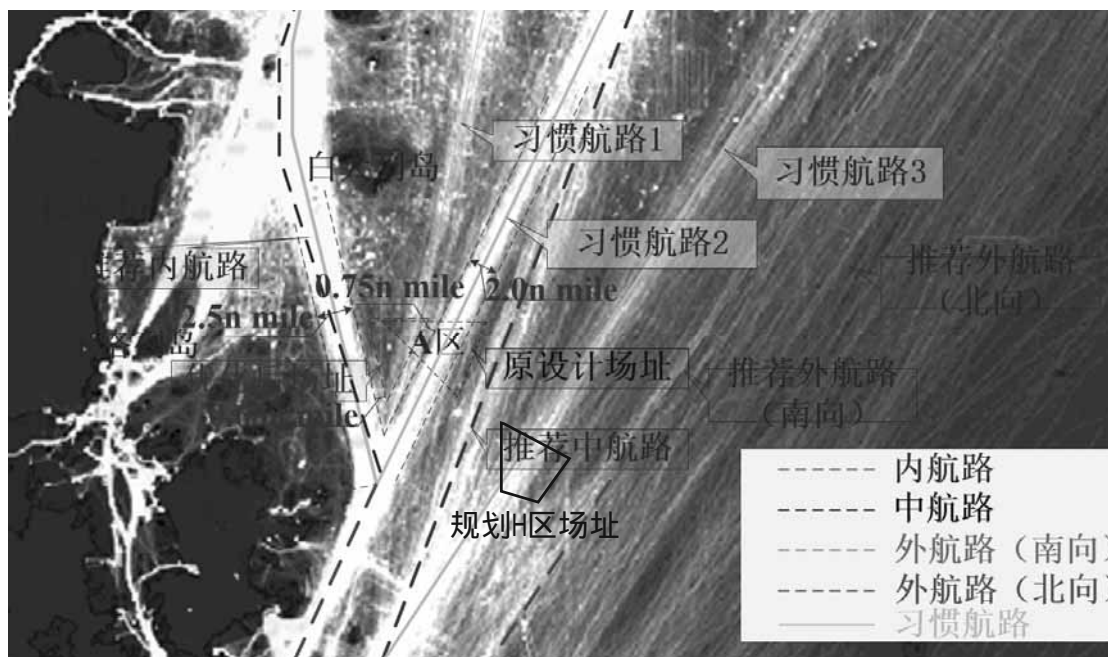 习惯航路1
习惯航路3
习惯航路2
推荐内航路
推荐外航路
（北向）
0.75n mile
2.0n mile
2.5n mile
A区
原设计场址
推荐外航路
（南向）
推荐中航路
规划H区场址
内航路
中航路
外航路（南向）
外航路（北向）
习惯航路